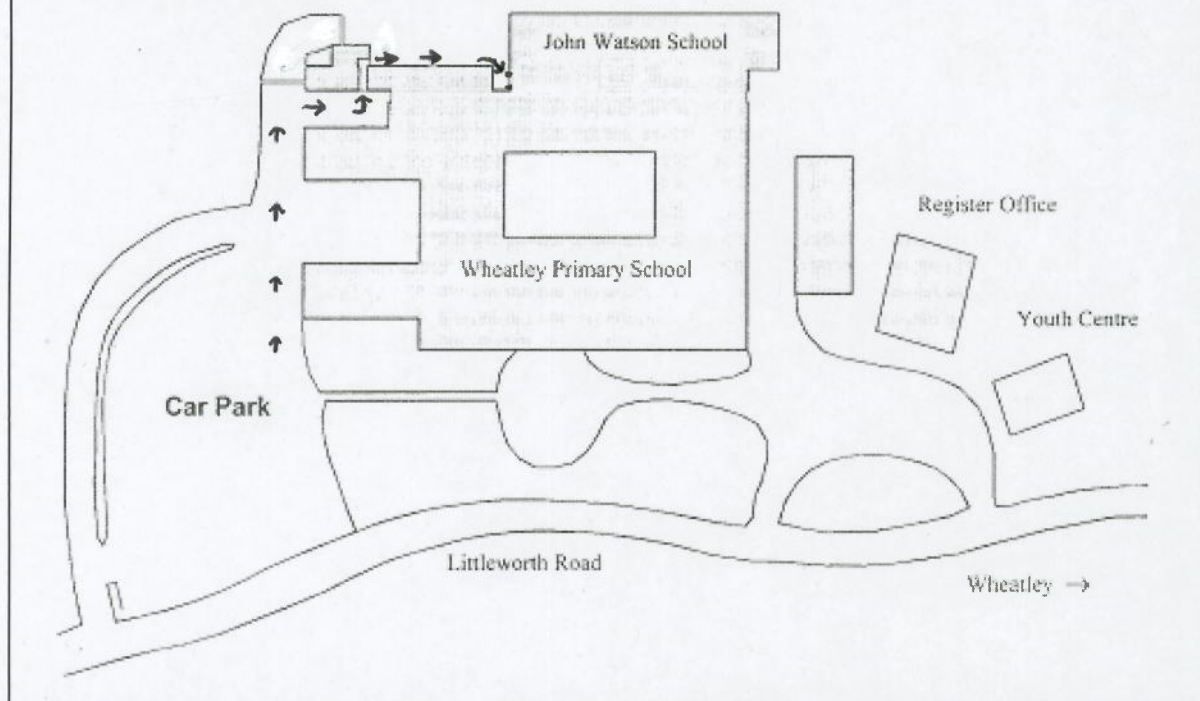 John Watson School
Register Office
Wheatley Primary School
Youth Centre
Car Park
Littleworth Road
Wheatley →